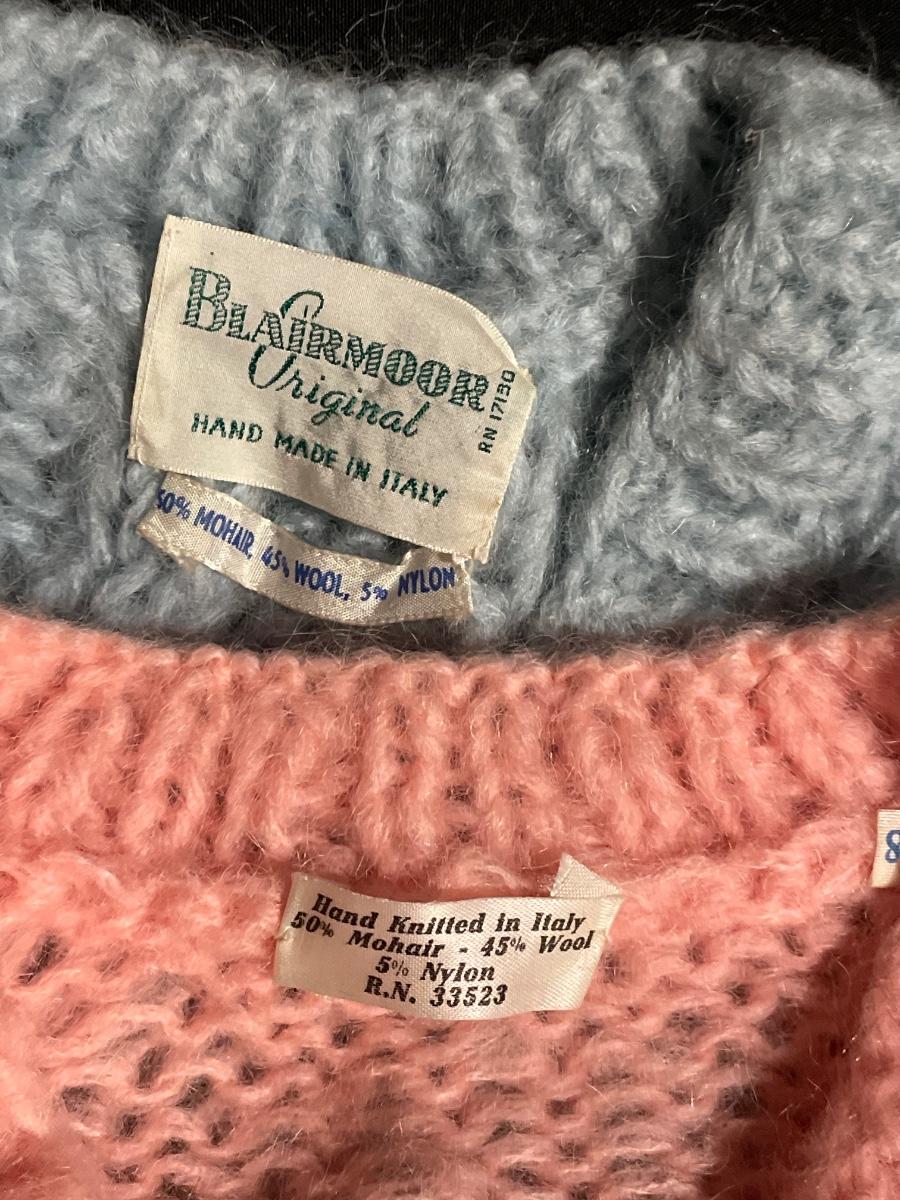 BLAIRMOOR
Original
HAND MADE IN ITALY
RN 17130
50% MOHAIR, 45% WOOL, 5% NYLON
Hand Knitted in Italy
50% Mohair - 45% Wool
5% Nylon
R.N. 33523
8